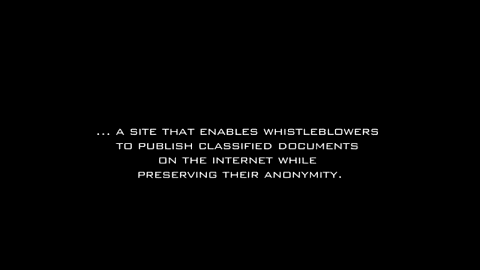 ... A SITE THAT ENABLES WHISTLEBLOWERS
TO PUBLISH CLASSIFIED DOCUMENTS
ON THE INTERNET WHILE
PRESERVING THEIR ANONYMITY.